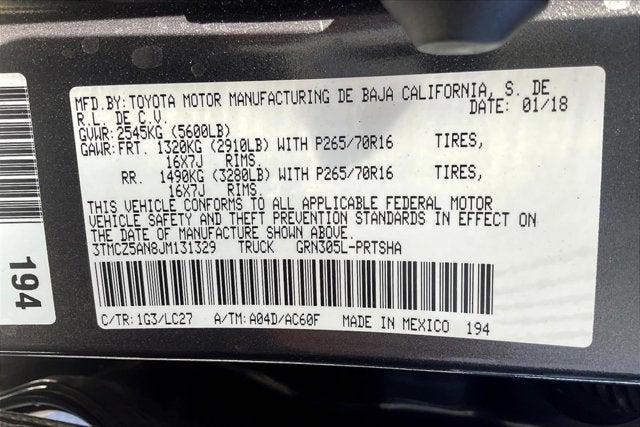 MFD.BY: TOYOTA MOTOR MANUFACTURING DE BAJA CALIFORNIA, S. DE
R.L. DE C.V. DATE: 01/18
GVWR: 2545KG (5600LB)
GAWR: FRT. 1320KG (2910LB) WITH P265/70R16 TIRES,
16X7J RIMS.
RR. 1490KG (3280LB) WITH P265/70R16 TIRES,
16X7J RIMS.
THIS VEHICLE CONFORMS TO ALL APPLICABLE FEDERAL MOTOR
VEHICLE SAFETY AND THEFT PREVENTION STANDARDS IN EFFECT ON
THE DATE OF MANUFACTURE SHOWN ABOVE.
3TMCZ5AN8JM131329 TRUCK GRN305L-PRTSHA
C/TR: 1G3/LC27 A/TM: A04D/AC60F MADE IN MEXICO 194
194